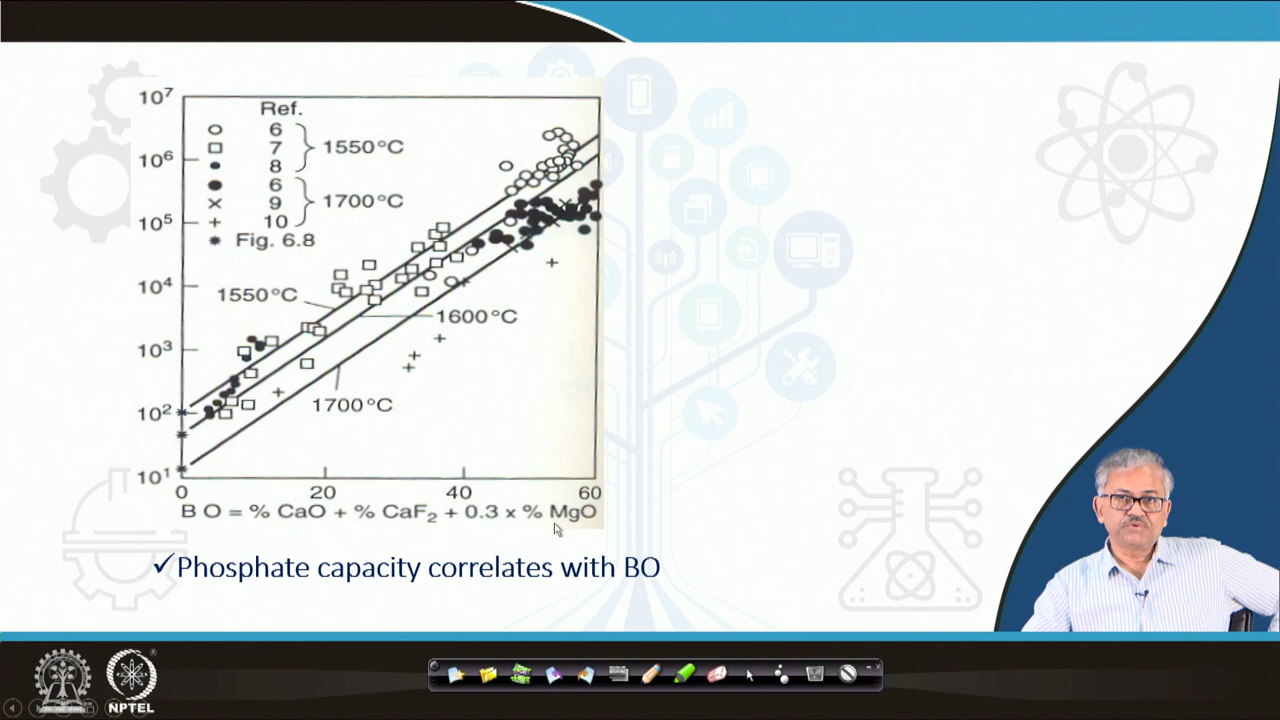 10⁷
Ref.
6
7
8
1550°C
6
9
10
1700°C
Fig. 6.8
10⁶
10⁵
10⁴
10³
10²
10¹
1550°C
1600°C
1700°C
0 20 40 60
B O = % CaO + % CaF₂ + 0.3 x % MgO
✓Phosphate capacity correlates with BO
NPTEL